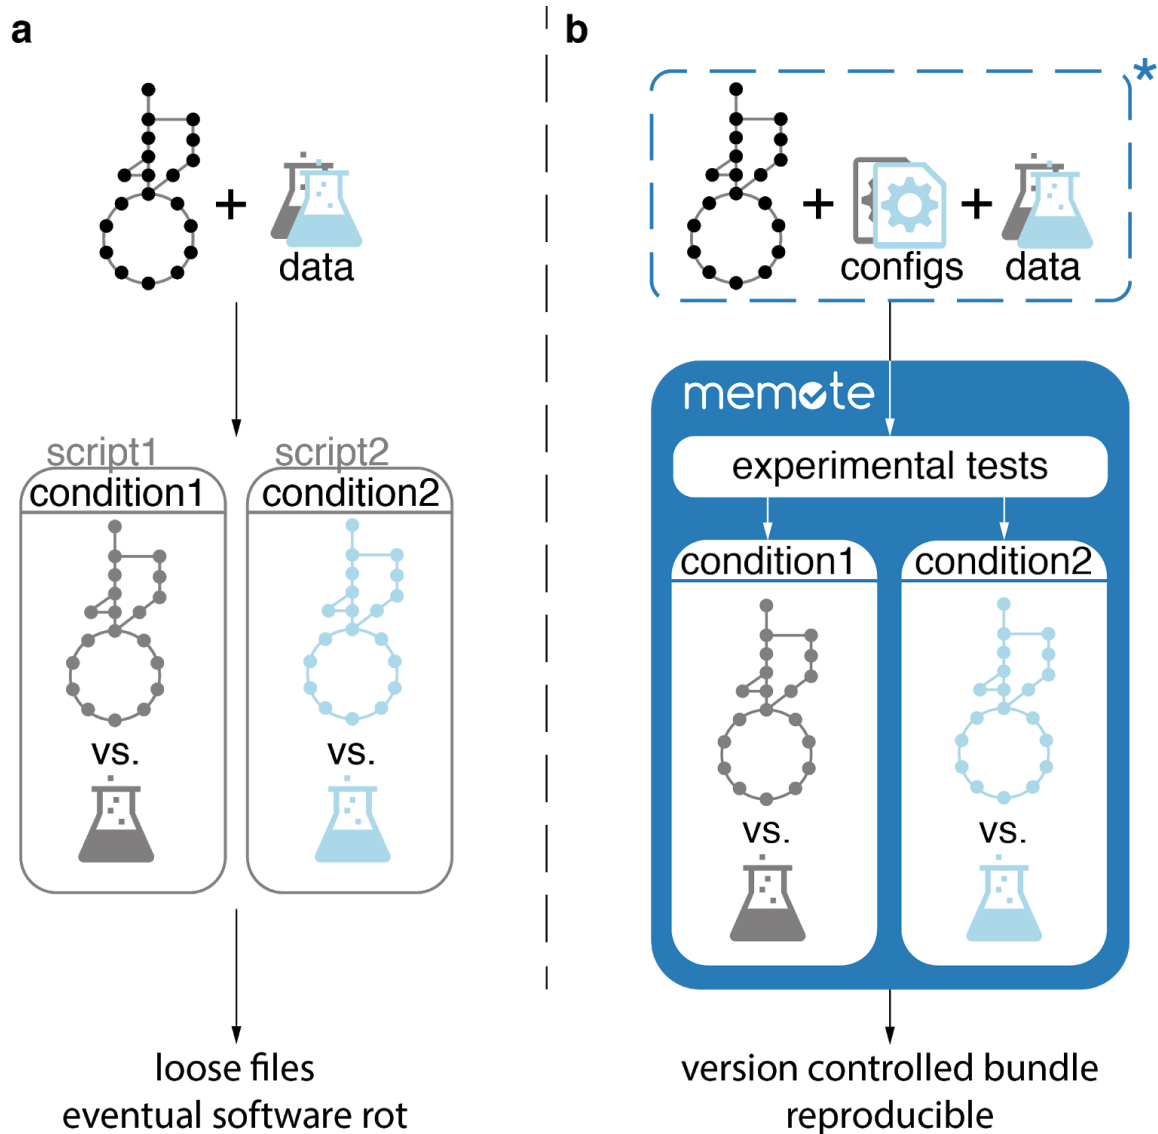 a
+
data
script1
condition1
vs.
script2
condition2
vs.
loose files
eventual software rot
b
*
+
configs
+
data
memote
experimental tests
condition1
vs.
condition2
vs.
version controlled bundle
reproducible